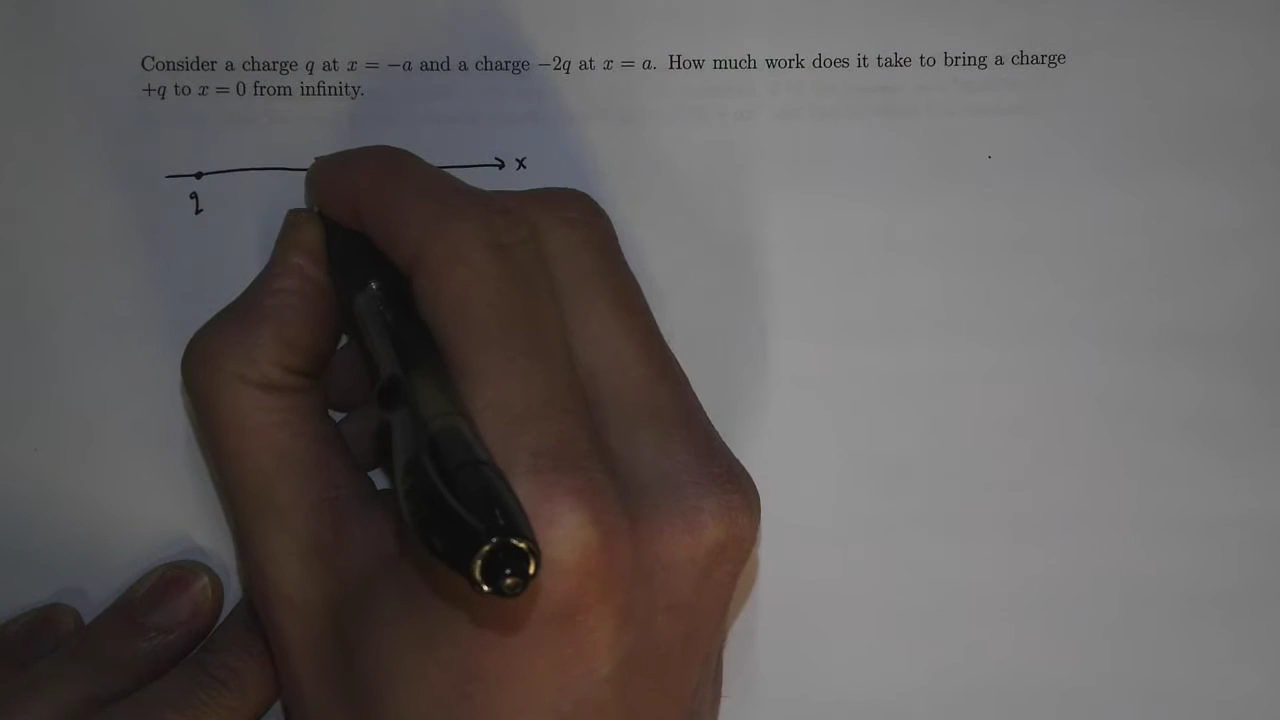 Consider a charge q at x = −a and a charge −2q at x = a. How much work does it take to bring a charge
+q to x = 0 from infinity.
x
q